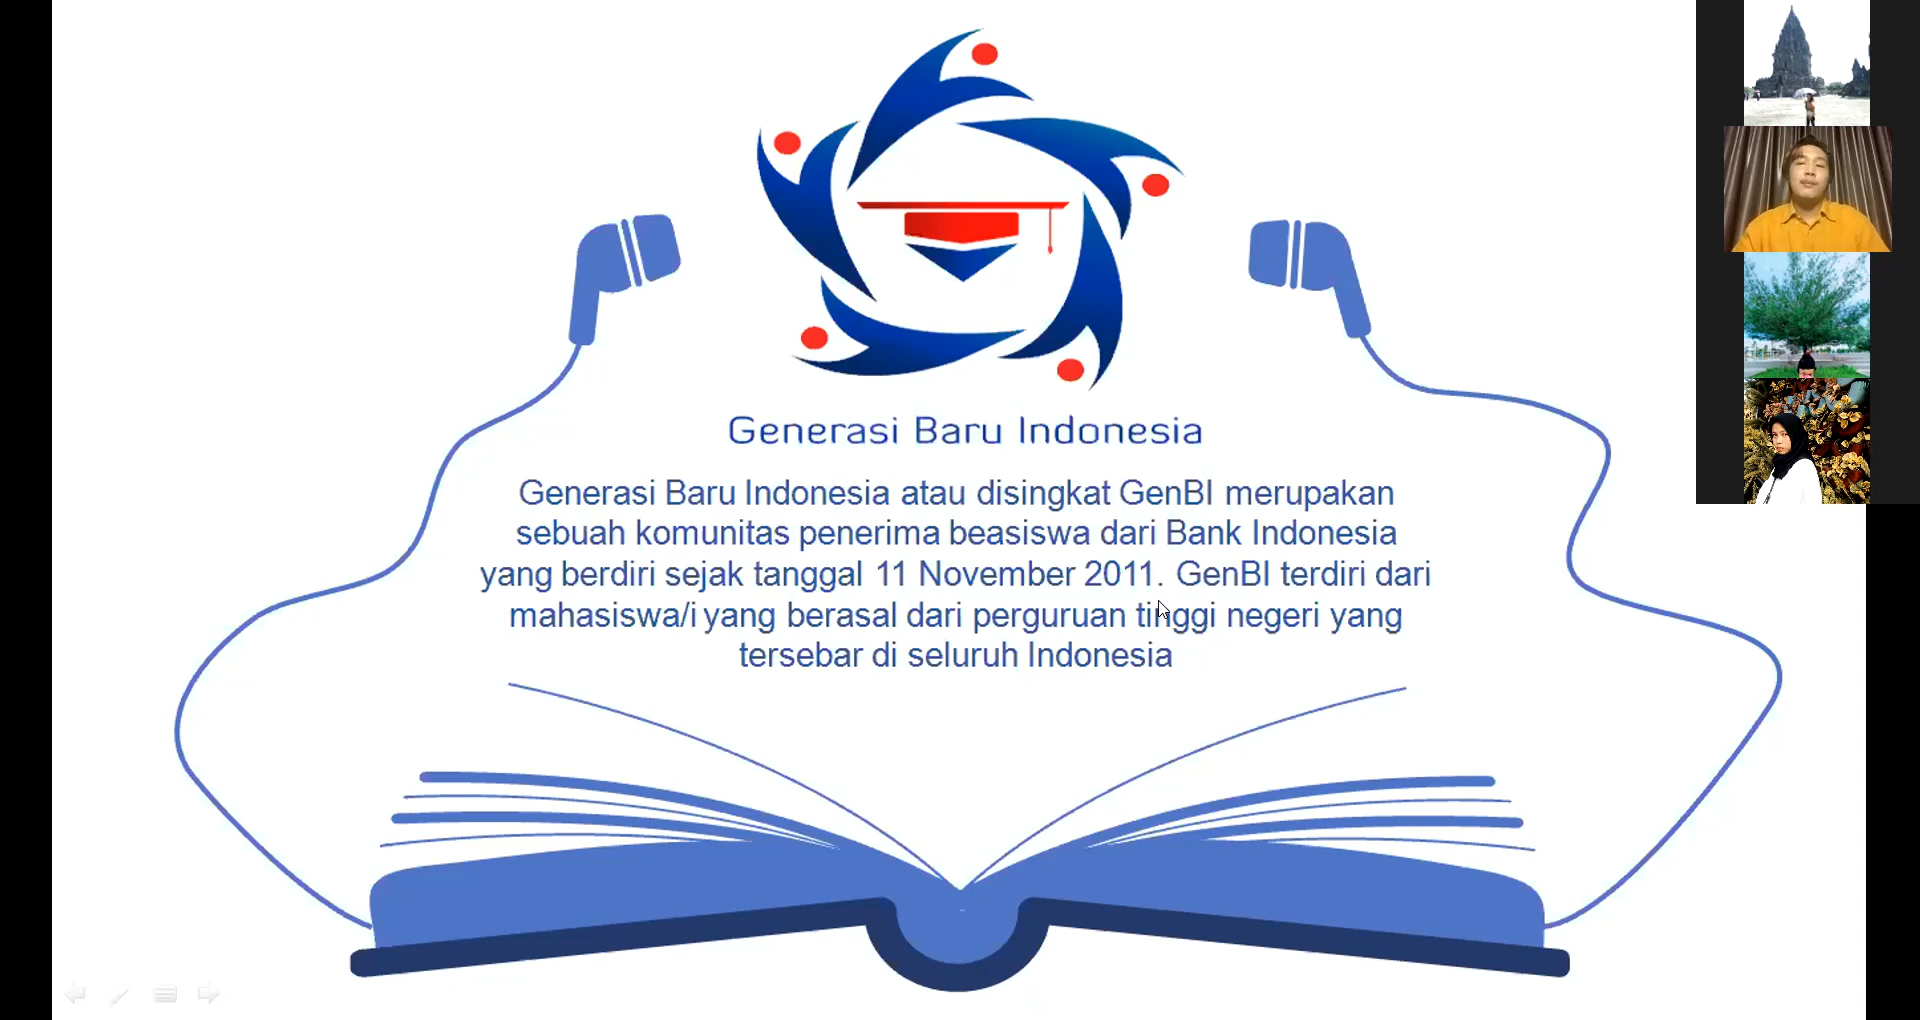 Generasi Baru Indonesia
Generasi Baru Indonesia atau disingkat GenBI merupakan
sebuah komunitas penerima beasiswa dari Bank Indonesia
yang berdiri sejak tanggal 11 November 2011. GenBI terdiri dari
mahasiswa/i yang berasal dari perguruan tinggi negeri yang
tersebar di seluruh Indonesia